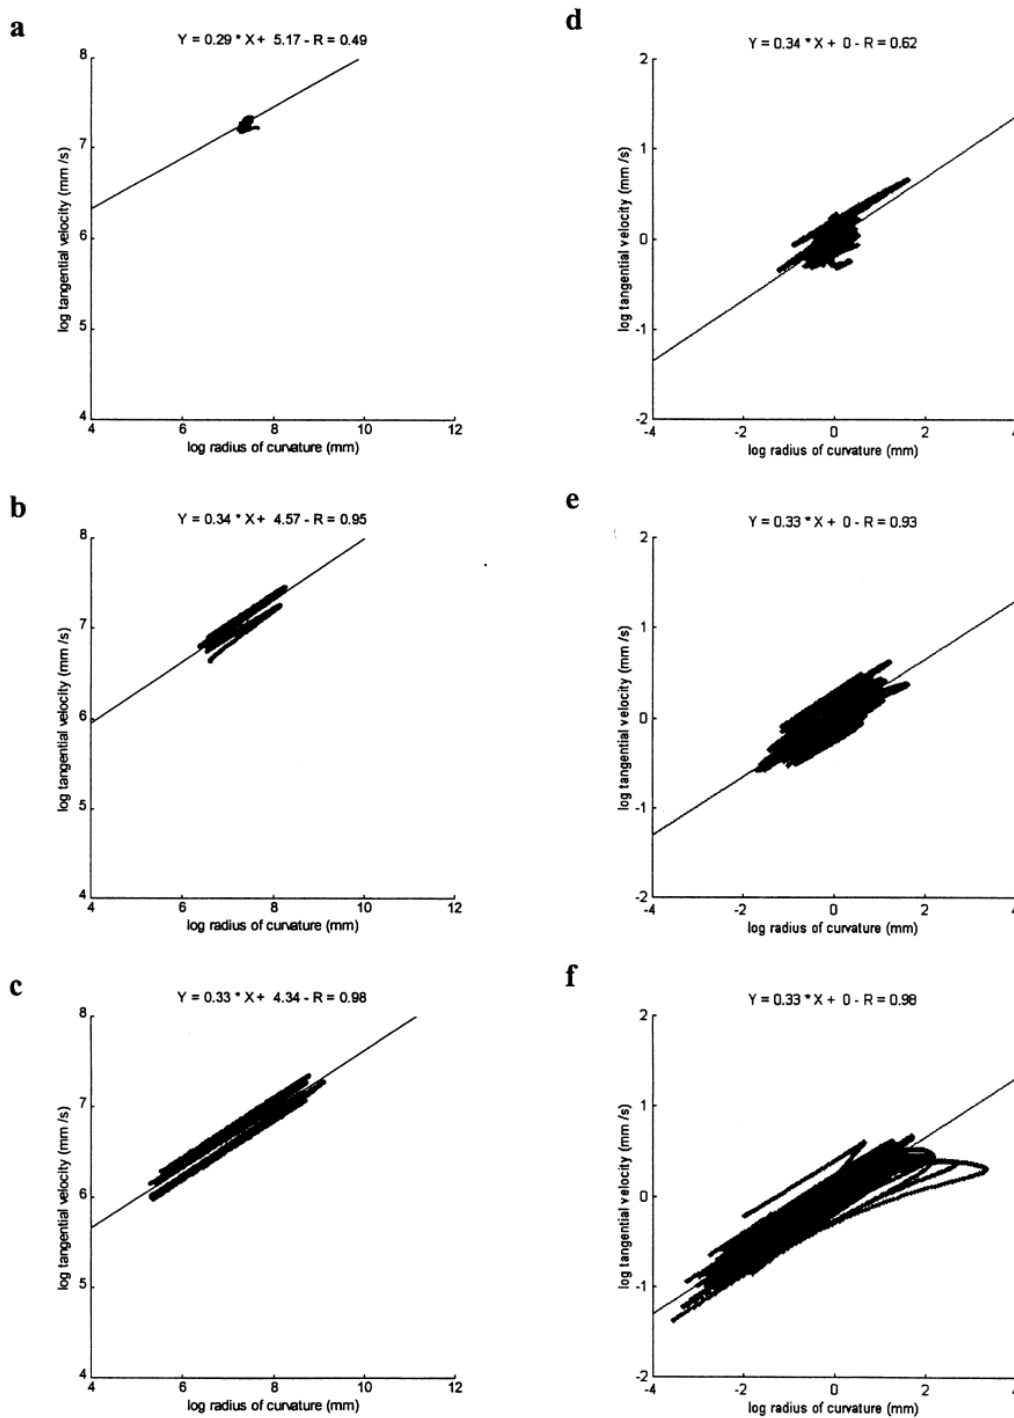 a
Y = 0.29 * X + 5.17 - R = 0.49
log tangential velocity (mm /s)
8
7
6
5
4
4 6 8 10 12
log radius of curvature (mm)
d
Y = 0.34 * X + 0 - R = 0.62
log tangential velocity (mm /s)
2
1
0
-1
-2
-4 -2 0 2 4
log radius of curvature (mm)
b
Y = 0.34 * X + 4.57 - R = 0.95
log tangential velocity (mm /s)
8
7
6
5
4
4 6 8 10 12
log radius of curvature (mm)
e
Y = 0.33 * X + 0 - R = 0.93
log tangential velocity (mm /s)
2
1
0
-1
-2
-4 -2 0 2 4
log radius of curvature (mm)
c
Y = 0.33 * X + 4.34 - R = 0.98
log tangential velocity (mm /s)
8
7
6
5
4
4 6 8 10 12
log radius of curvature (mm)
f
Y = 0.33 * X + 0 - R = 0.98
log tangential velocity (mm /s)
2
1
0
-1
-2
-4 -2 0 2 4
log radius of curvature (mm)